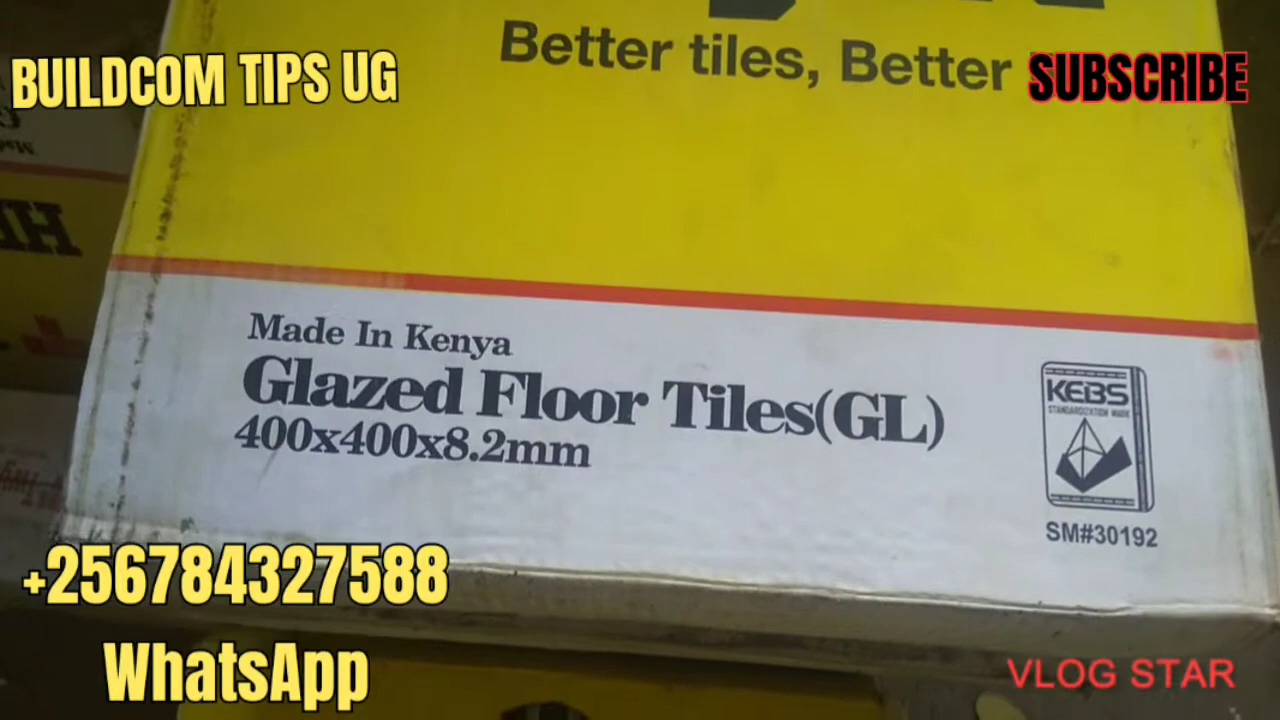 BUILDCOM TIPS UG
SUBSCRIBE
Better tiles, Better
Made In Kenya
Glazed Floor Tiles(GL)
400x400x8.2mm
KEBS
STANDARDIZATION MARK
SM#30192
+256784327588
WhatsApp
VLOG STAR